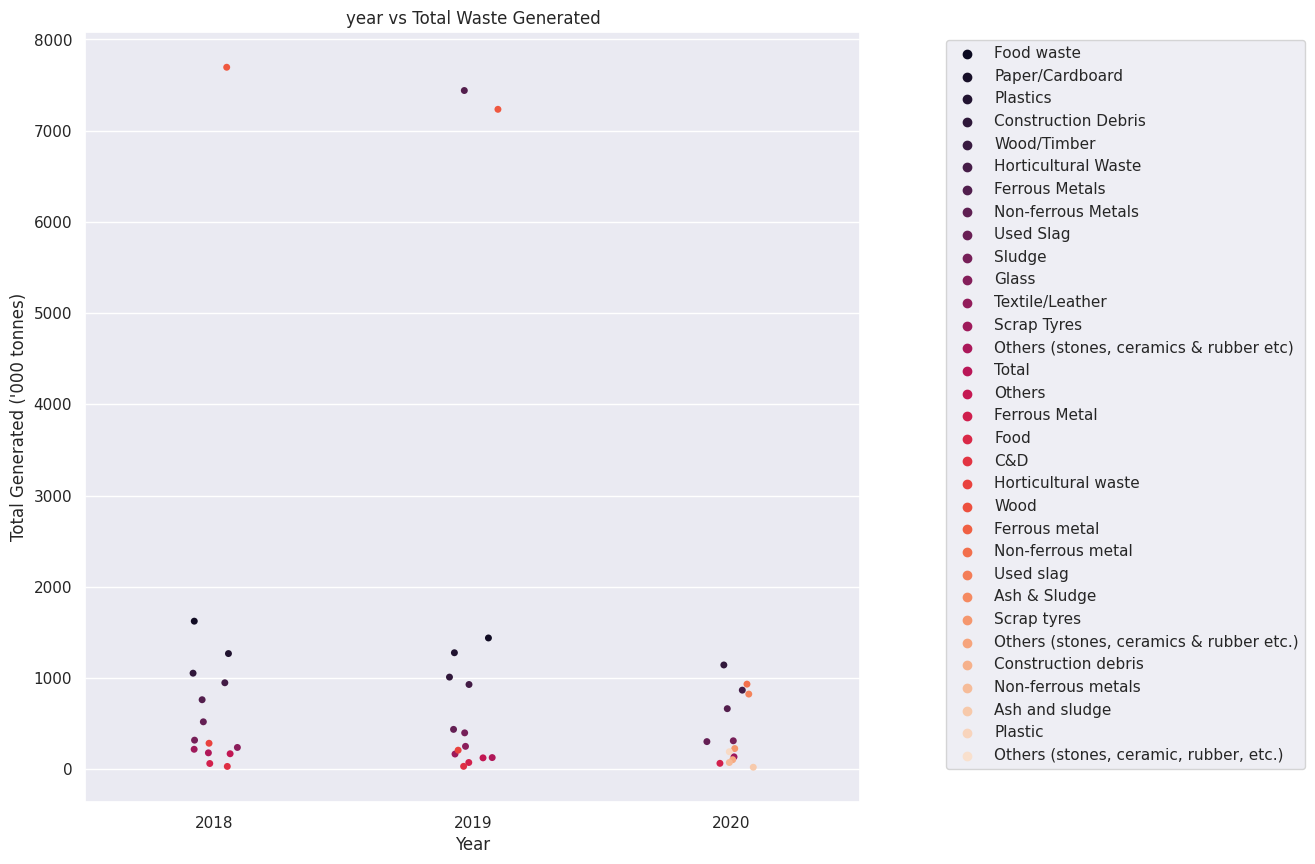 year vs Total Waste Generated
8000
7000
6000
5000
4000
3000
2000
1000
0
Total Generated ('000 tonnes)
2018 2019 2020
Year
Food waste
Paper/Cardboard
Plastics
Construction Debris
Wood/Timber
Horticultural Waste
Ferrous Metals
Non-ferrous Metals
Used Slag
Sludge
Glass
Textile/Leather
Scrap Tyres
Others (stones, ceramics & rubber etc)
Total
Others
Ferrous Metal
Food
C&D
Horticultural waste
Wood
Ferrous metal
Non-ferrous metal
Used slag
Ash & Sludge
Scrap tyres
Others (stones, ceramics & rubber etc.)
Construction debris
Non-ferrous metals
Ash and sludge
Plastic
Others (stones, ceramic, rubber, etc.)